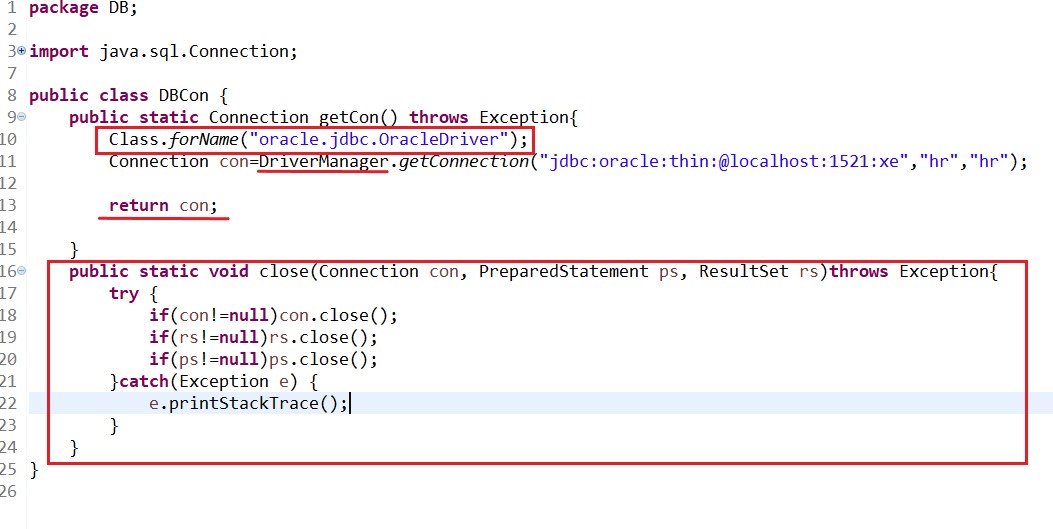 1 package DB;
2
3 import java.sql.Connection;
7
8 public class DBCon {
9     public static Connection getCon() throws Exception{
10         Class.forName("oracle.jdbc.OracleDriver");
11         Connection con=DriverManager.getConnection("jdbc:oracle:thin:@localhost:1521:xe","hr","hr");
12
13         return con;
14
15     }
16     public static void close(Connection con, PreparedStatement ps, ResultSet rs)throws Exception{
17         try {
18             if(con!=null)con.close();
19             if(rs!=null)rs.close();
20             if(ps!=null)ps.close();
21         }catch(Exception e) {
22             e.printStackTrace();
23         }
24     }
25 }
26